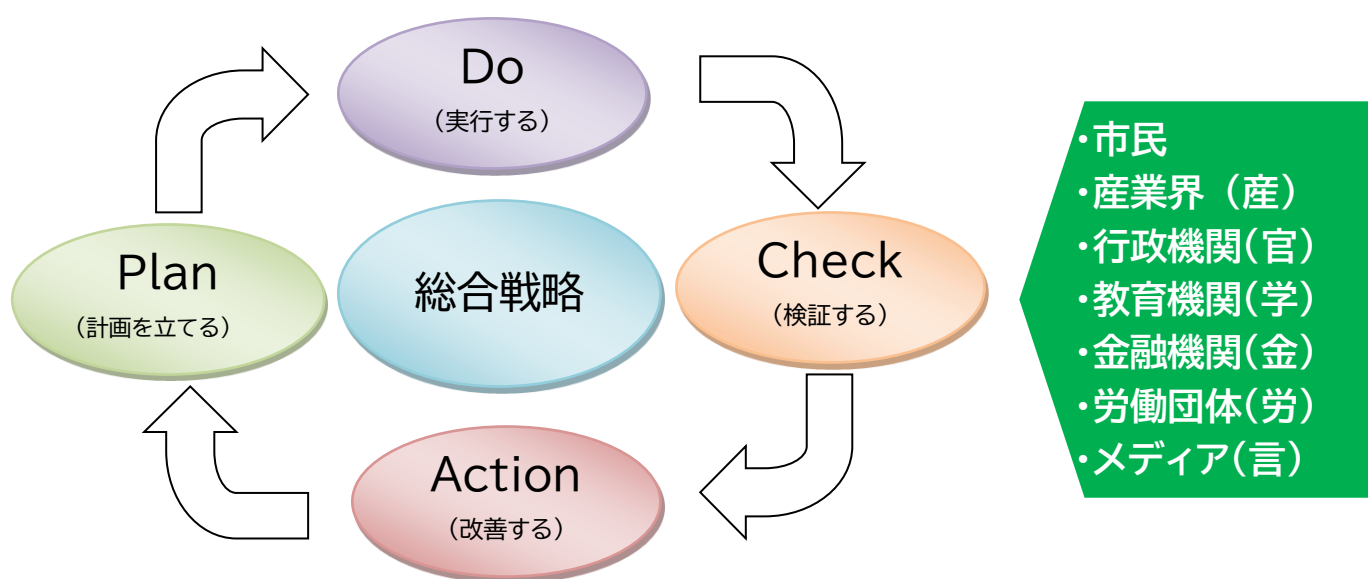 Do
（実行する）
Plan
（計画を立てる）
総合戦略
Check
（検証する）
Action
（改善する）
・市民
・産業界（産）
・行政機関(官)
・教育機関(学)
・金融機関(金)
・労働団体(労)
・メディア(言)